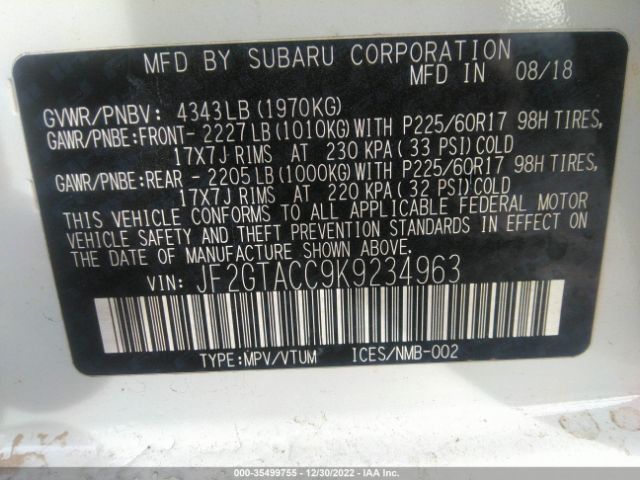 MFD BY SUBARU CORPORATION
MFD IN 08/18
GVWR/PNBV: 4343LB (1970KG)
GAWR/PNBE:FRONT- 2227 LB (1010KG)WITH P225/60R17 98H TIRES,
17X7J RIMS AT 230 KPA ( 33 PSI) COLD
GAWR/PNBE:REAR - 2205 LB (1000KG)WITH P225/60R17 98H TIRES,
17X7J RIMS AT 220 KPA ( 32 PSI) COLD
THIS VEHICLE CONFORMS TO ALL APPLICABLE FEDERAL MOTOR
VEHICLE SAFETY AND THEFT PREVENTION STANDARDS IN EFFECT ON
THE DATE OF MANUFACTURE SHOWN ABOVE.
VIN: JF2GTACC9K9234963
TYPE:MPV/VTUM ICES/NMB-002
000-35499755 - 12/30/2022 - IAA Inc.